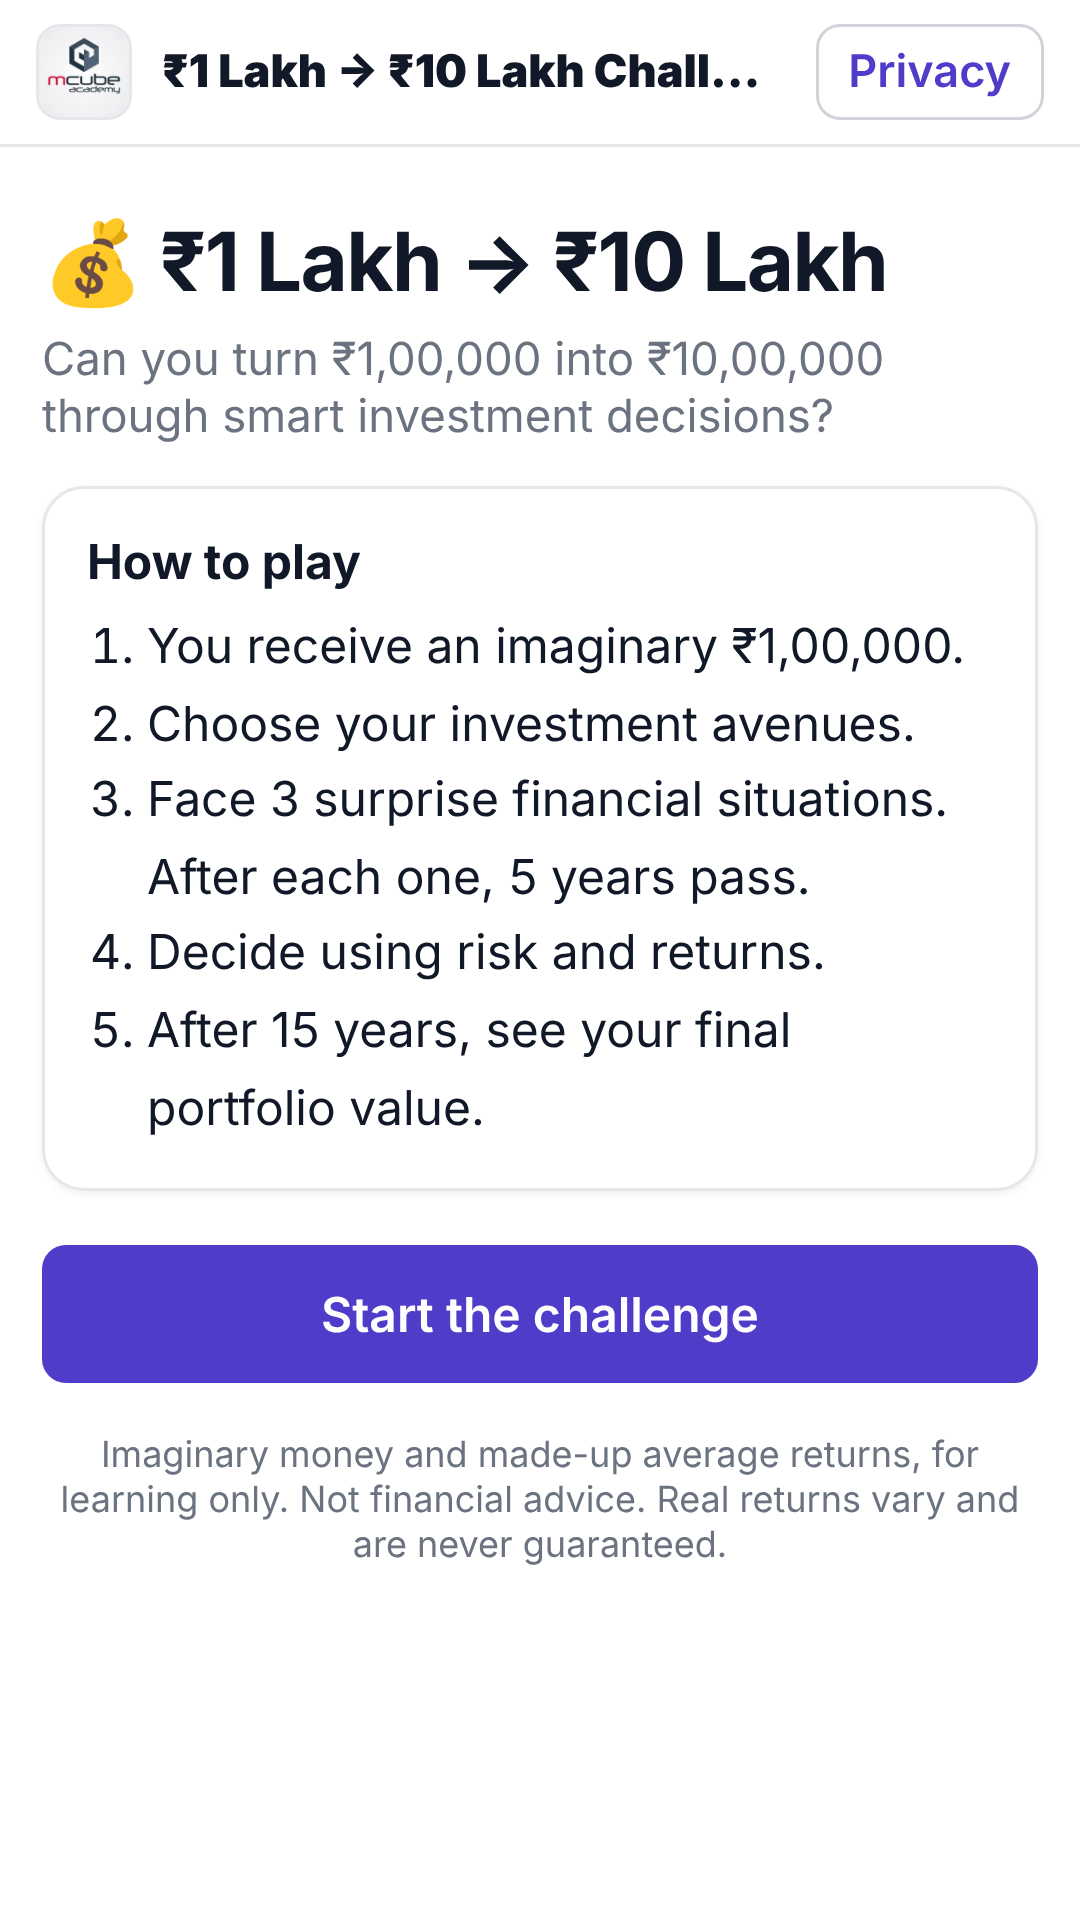 mcube
academy
₹1 Lakh → ₹10 Lakh Chall...
Privacy
💰 ₹1 Lakh → ₹10 Lakh
Can you turn ₹1,00,000 into ₹10,00,000
through smart investment decisions?
How to play
1. You receive an imaginary ₹1,00,000.
2. Choose your investment avenues.
3. Face 3 surprise financial situations.
After each one, 5 years pass.
4. Decide using risk and returns.
5. After 15 years, see your final
portfolio value.
Start the challenge
Imaginary money and made-up average returns, for
learning only. Not financial advice. Real returns vary and
are never guaranteed.